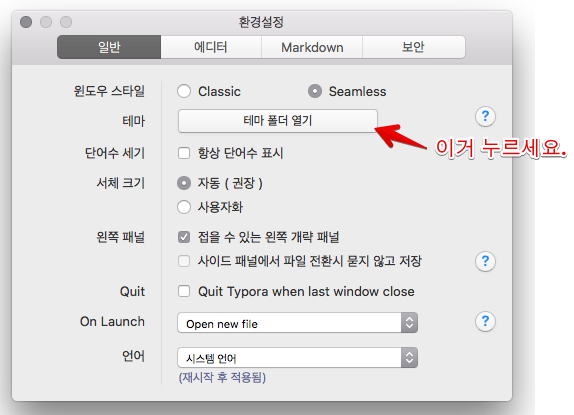 환경설정
일반 에디터 Markdown 보안
윈도우 스타일 Classic Seamless
테마 테마 폴더 열기 ?
이거 누르세요.
단어수 세기 항상 단어수 표시
서체 크기 자동 ( 권장 )
사용자화
왼쪽 패널 접을 수 있는 왼쪽 개략 패널
사이드 패널에서 파일 전환시 묻지 않고 저장 ?
Quit Quit Typora when last window close
On Launch Open new file ?
언어 시스템 언어
(재시작 후 적용됨)